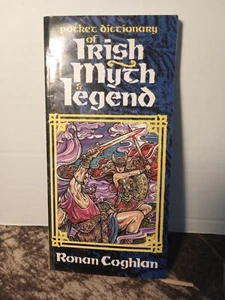 pocket dictionary
of
Irish
Myth
&
legend
Ronan Coghlan